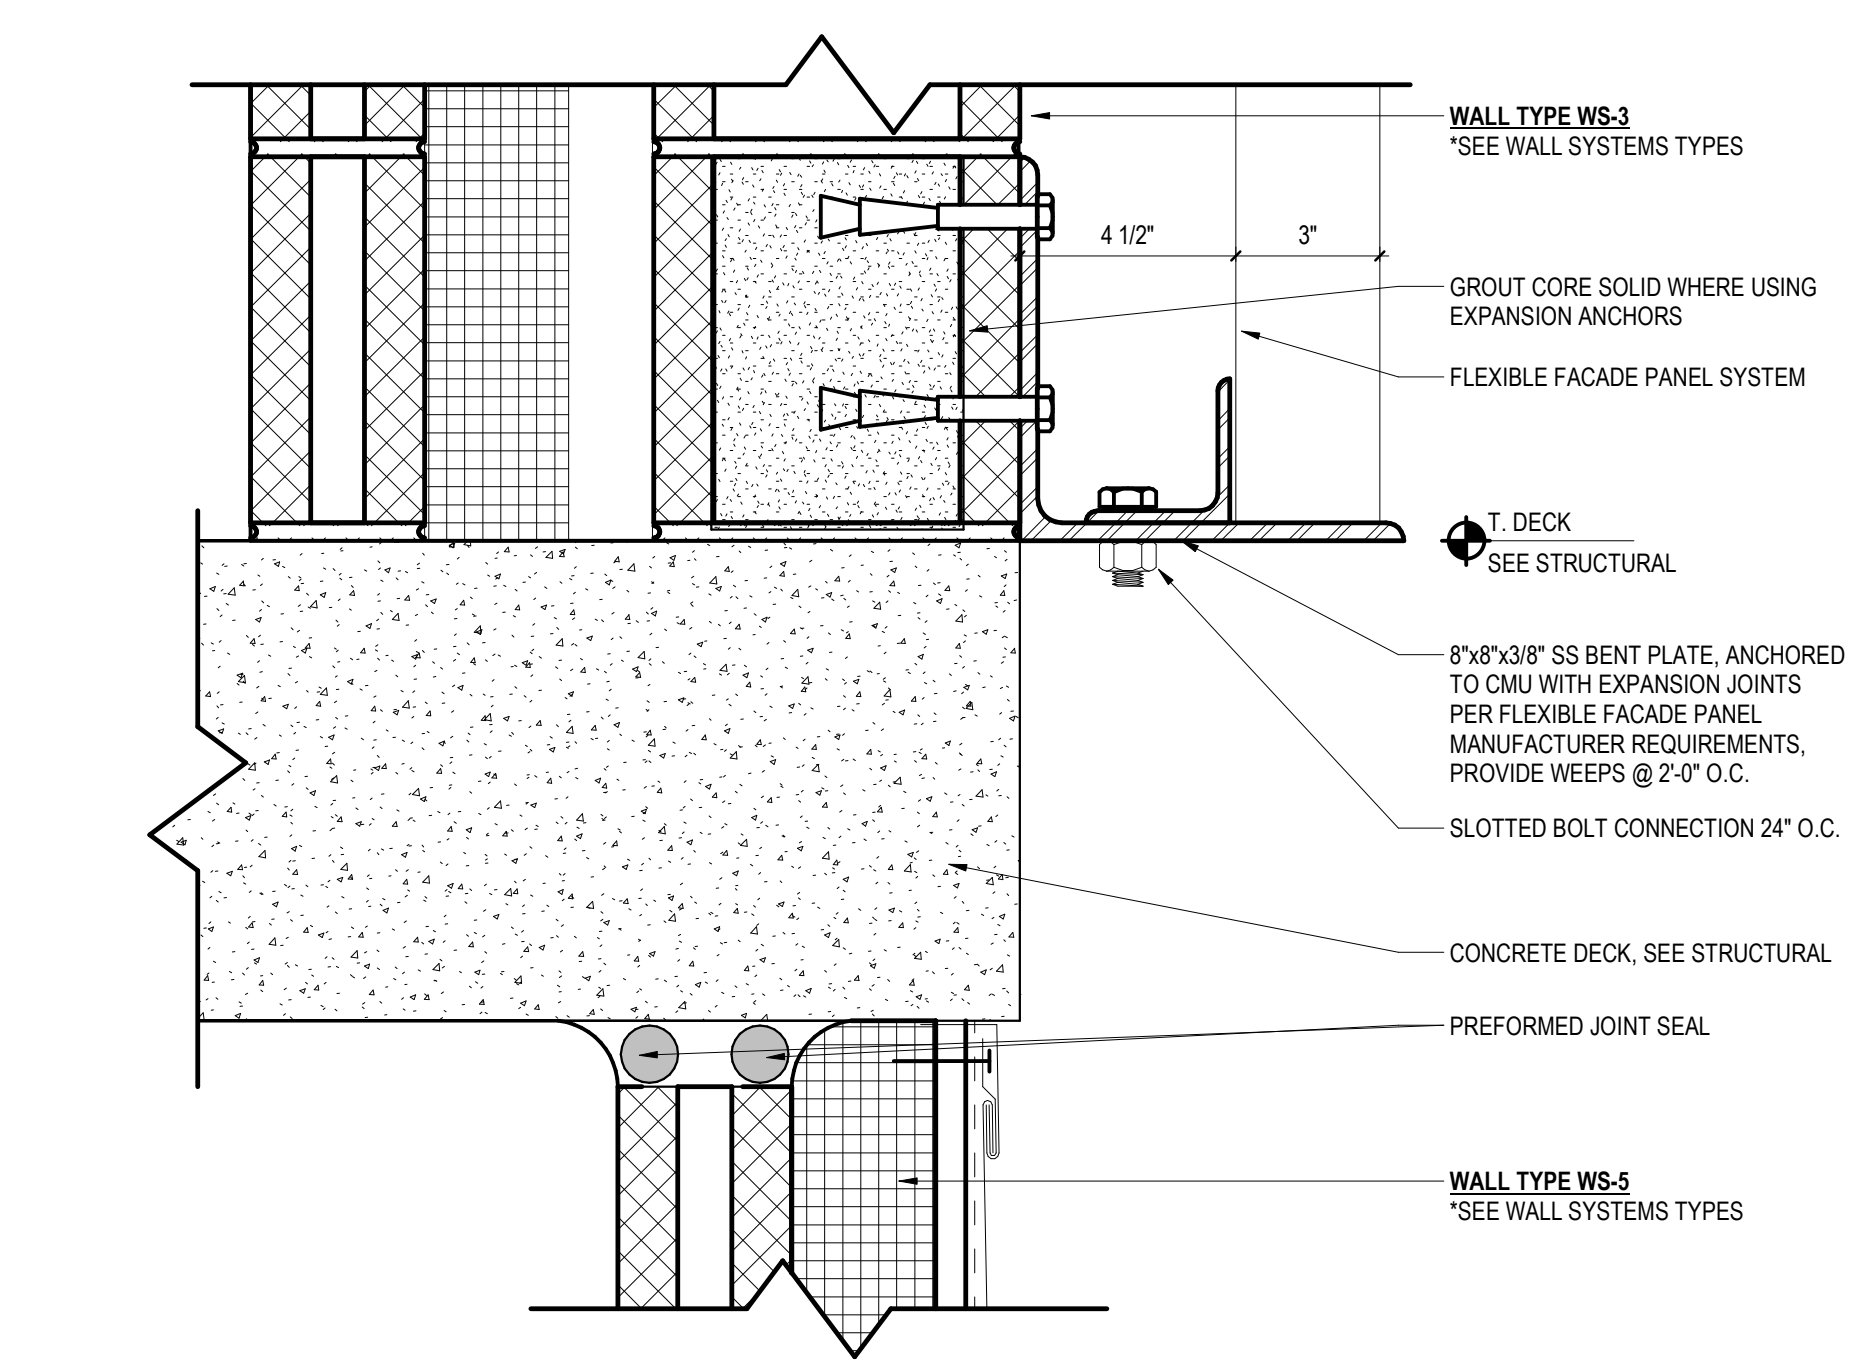 WALL TYPE WS-3
*SEE WALL SYSTEMS TYPES
4 1/2" 3"
GROUT CORE SOLID WHERE USING
EXPANSION ANCHORS
FLEXIBLE FACADE PANEL SYSTEM
T. DECK
SEE STRUCTURAL
8"x8"x3/8" SS BENT PLATE, ANCHORED
TO CMU WITH EXPANSION JOINTS
PER FLEXIBLE FACADE PANEL
MANUFACTURER REQUIREMENTS,
PROVIDE WEEPS @ 2'-0" O.C.
SLOTTED BOLT CONNECTION 24" O.C.
CONCRETE DECK, SEE STRUCTURAL
PREFORMED JOINT SEAL
WALL TYPE WS-5
*SEE WALL SYSTEMS TYPES